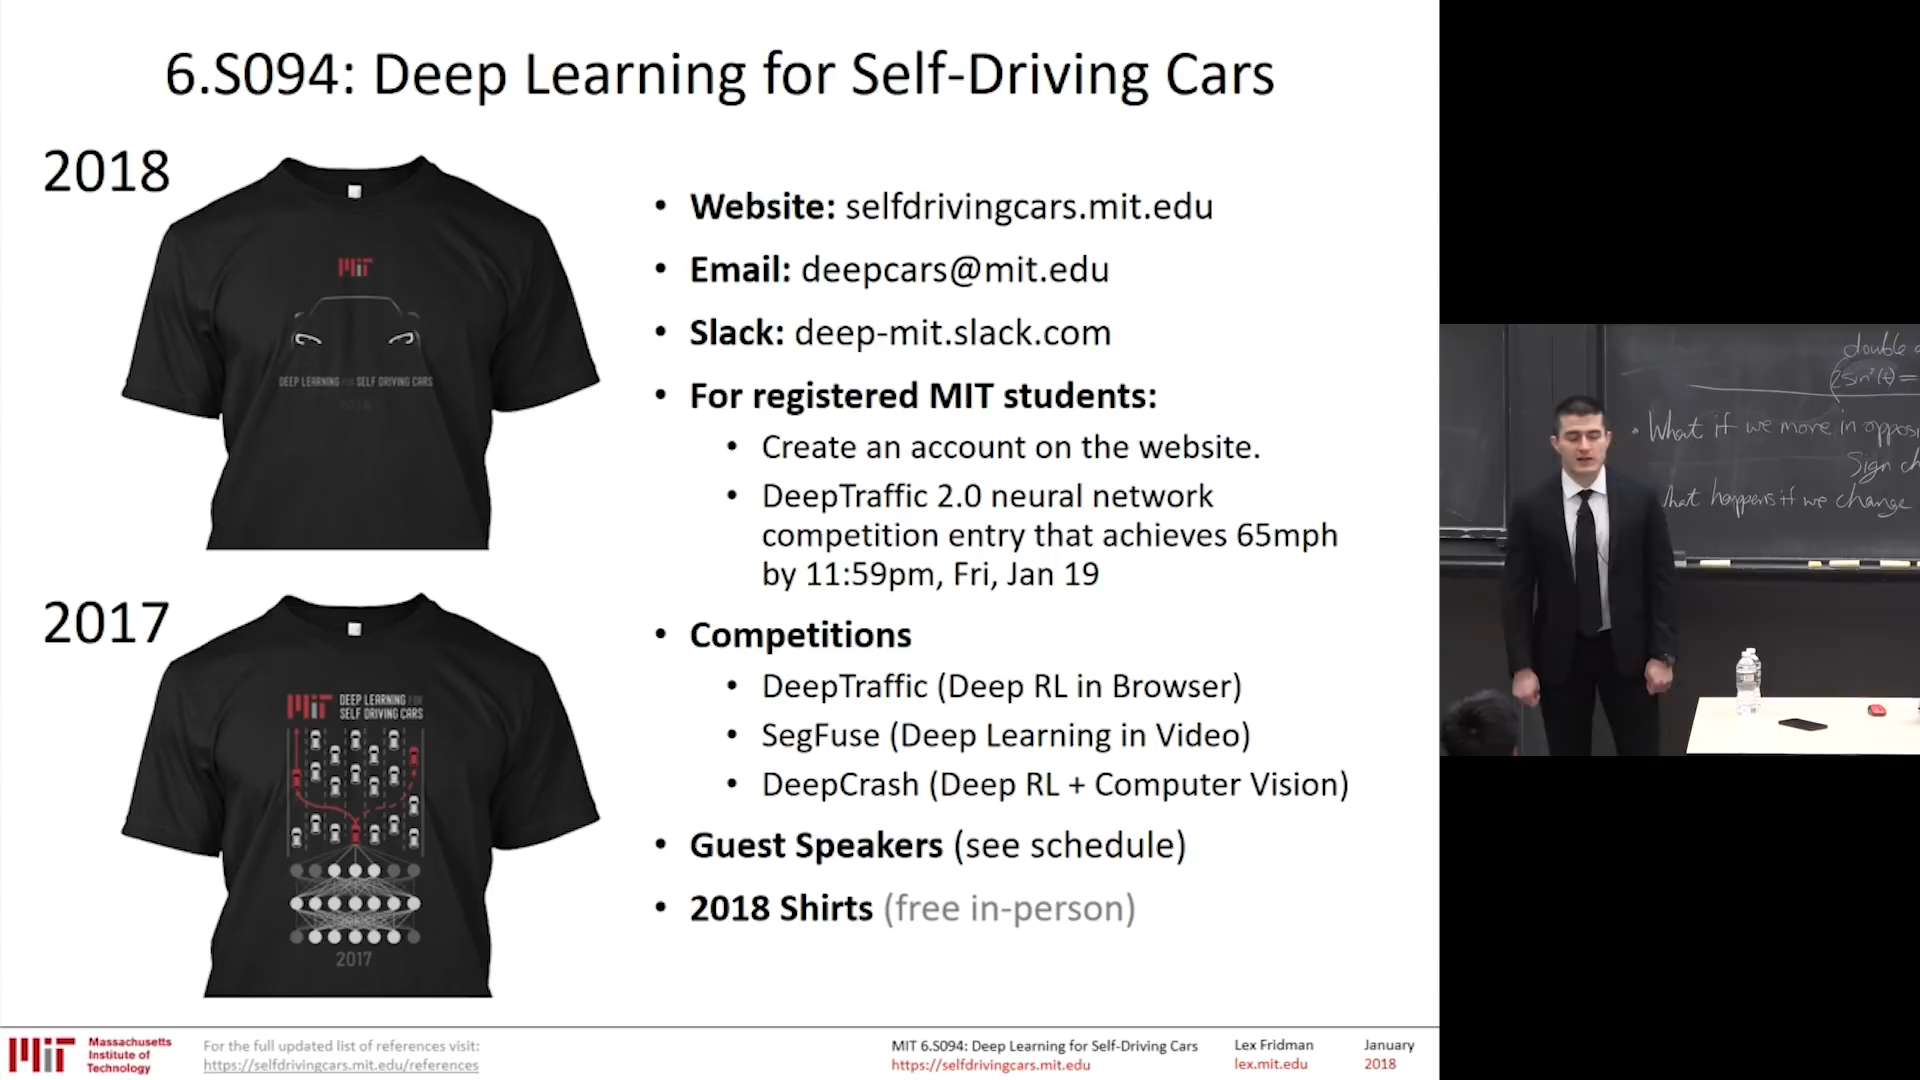 6.S094: Deep Learning for Self-Driving Cars
2018
MIT
DEEP LEARNING FOR SELF DRIVING CARS
2018
2017
MIT
DEEP LEARNING FOR
SELF DRIVING CARS
2017
• Website: selfdrivingcars.mit.edu
• Email: deepcars@mit.edu
• Slack: deep-mit.slack.com
• For registered MIT students:
• Create an account on the website.
• DeepTraffic 2.0 neural network
competition entry that achieves 65mph
by 11:59pm, Fri, Jan 19
• Competitions
• DeepTraffic (Deep RL in Browser)
• SegFuse (Deep Learning in Video)
• DeepCrash (Deep RL + Computer Vision)
• Guest Speakers (see schedule)
• 2018 Shirts (free in-person)
double
2sin²(t) =
• What if we move in
Sign
What happens if we change
MIT
Massachusetts
Institute of
Technology
For the full updated list of references visit:
https://selfdrivingcars.mit.edu/references
MIT 6.S094: Deep Learning for Self-Driving Cars
https://selfdrivingcars.mit.edu
Lex Fridman
lex.mit.edu
January
2018